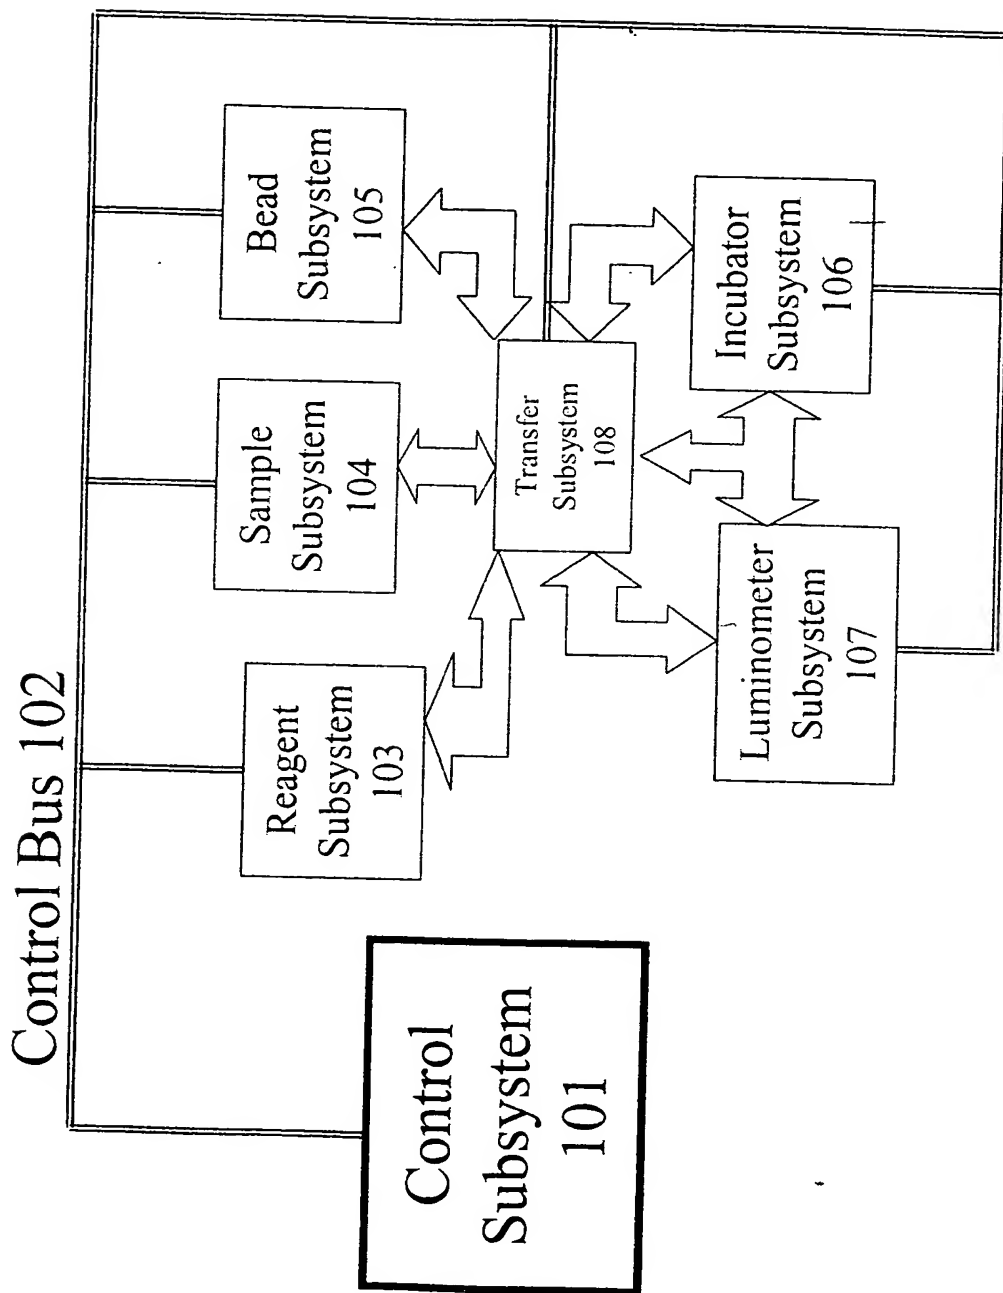 Control Bus 102
Control
Subsystem
101
Reagent
Subsystem
103
Sample
Subsystem
104
Bead
Subsystem
105
Transfer
Subsystem
108
Luminometer
Subsystem
107
Incubator
Subsystem
106